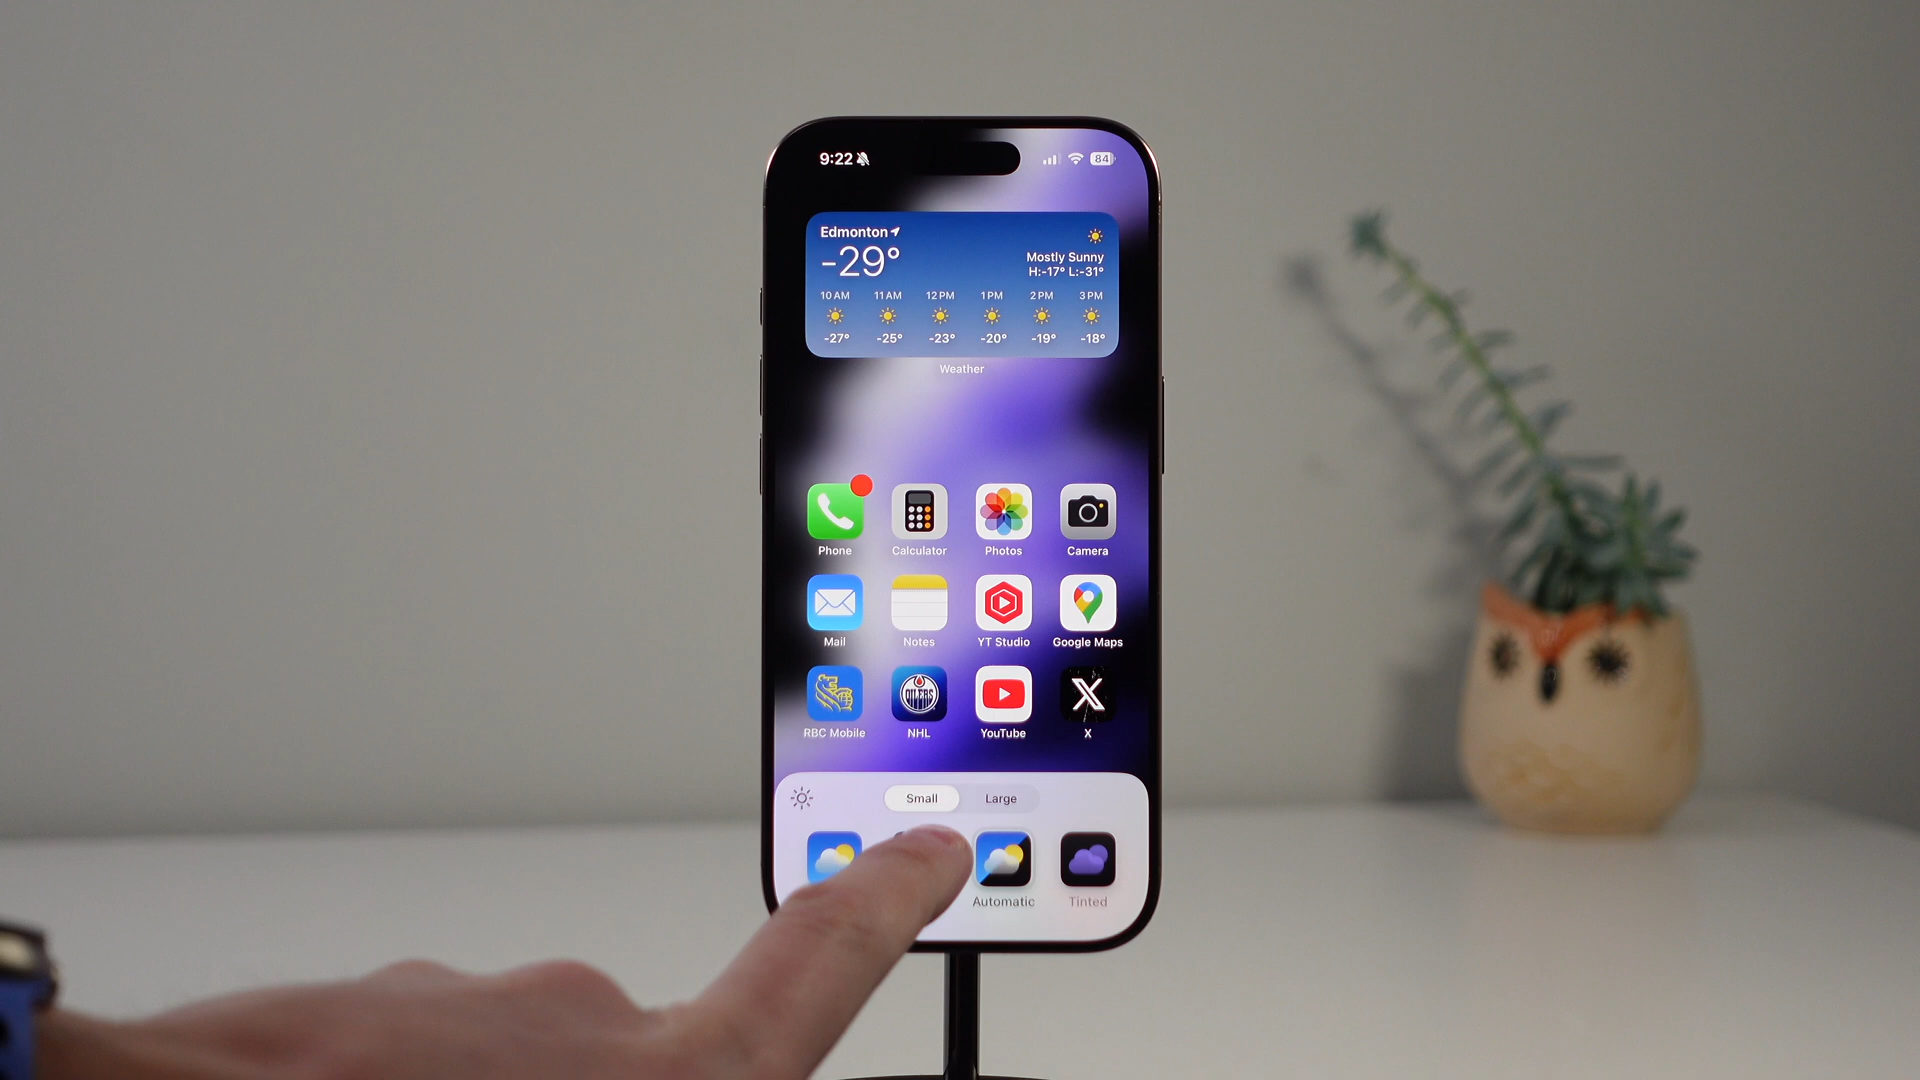 9:22
84
Edmonton
-29°
Mostly Sunny
H:-17° L:-31°
10 AM 11 AM 12 PM 1 PM 2 PM 3 PM
-27° -25° -23° -20° -19° -18°
Weather
Phone Calculator Photos Camera
Mail Notes YT Studio Google Maps
OILERS
RBC Mobile NHL YouTube X
Small Large
Automatic Tinted